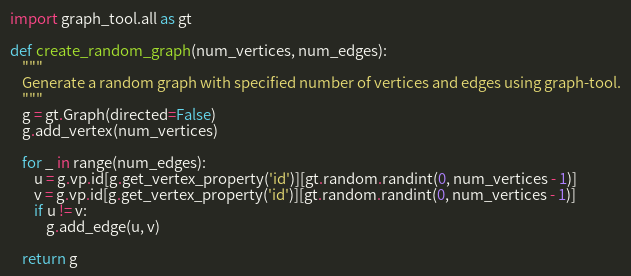 import graph_tool.all as gt
def create_random_graph(num_vertices, num_edges):
"""
Generate a random graph with specified number of vertices and edges using graph-tool.
"""
g = gt.Graph(directed=False)
g.add_vertex(num_vertices)
for _ in range(num_edges):
u = g.vp.id[g.get_vertex_property('id')][gt.random.randint(0, num_vertices - 1)]
v = g.vp.id[g.get_vertex_property('id')][gt.random.randint(0, num_vertices - 1)]
if u != v:
g.add_edge(u, v)
return g